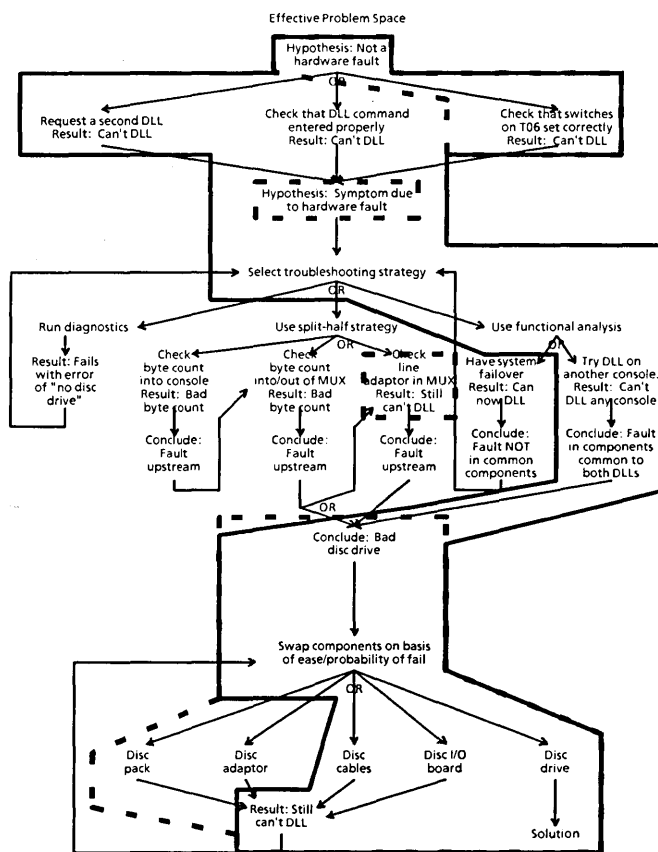 Effective Problem Space
Hypothesis: Not a
hardware fault
OR
Request a second DLL
Result: Can't DLL
Check that DLL command
entered properly
Result: Can't DLL
Check that switches
on T06 set correctly
Result: Can't DLL
Hypothesis: Symptom due
to hardware fault
Select troubleshooting strategy
OR
Run diagnostics
Use split-half strategy
Use functional analysis
OR
OR
Result: Fails
with error
of "no disc
drive"
Check
byte count
into console
Result: Bad
byte count
Check
byte count
into/out of MUX
Result: Bad
byte count
Check
line
adaptor in MUX
Result: Still
can't DLL
Have system
failover
Result: Can
now DLL
Try DLL on
another console.
Result: Can't
DLL any console
Conclude:
Fault
upstream
Conclude:
Fault
upstream
Conclude:
Fault
upstream
Conclude:
Fault NOT
in common
components
Conclude: Fault
in components
common to
both DLLs
OR
Conclude: Bad
disc drive
Swap components on basis
of ease/probability of fail
OR
Disc
pack
Disc
adaptor
Disc
cables
Disc I/O
board
Disc
drive
Result: Still
can't DLL
Solution